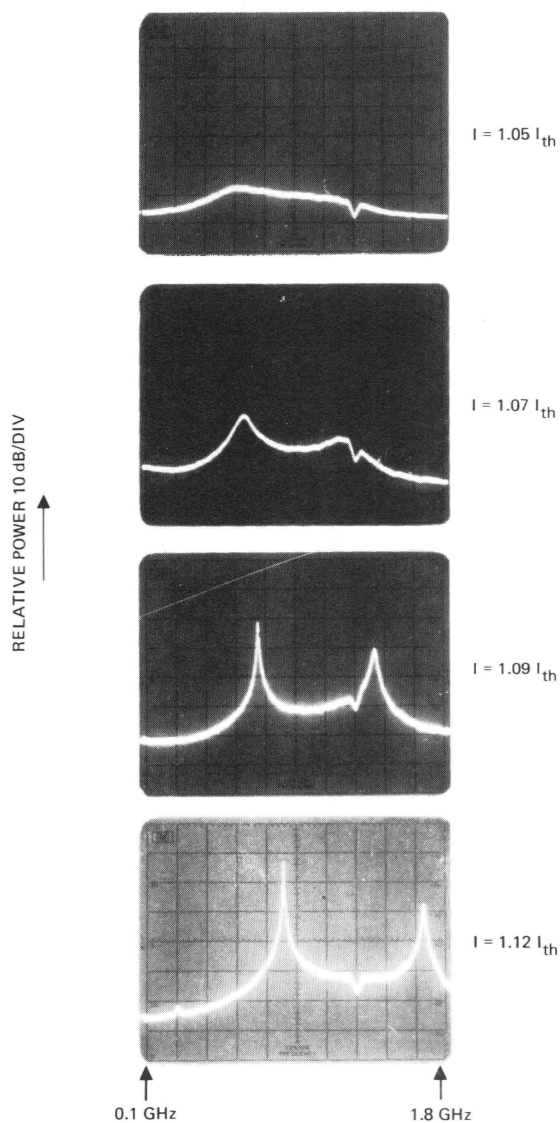 I = 1.05 I_th
I = 1.07 I_th
RELATIVE POWER 10 dB/DIV
I = 1.09 I_th
I = 1.12 I_th
0.1 GHz
1.8 GHz